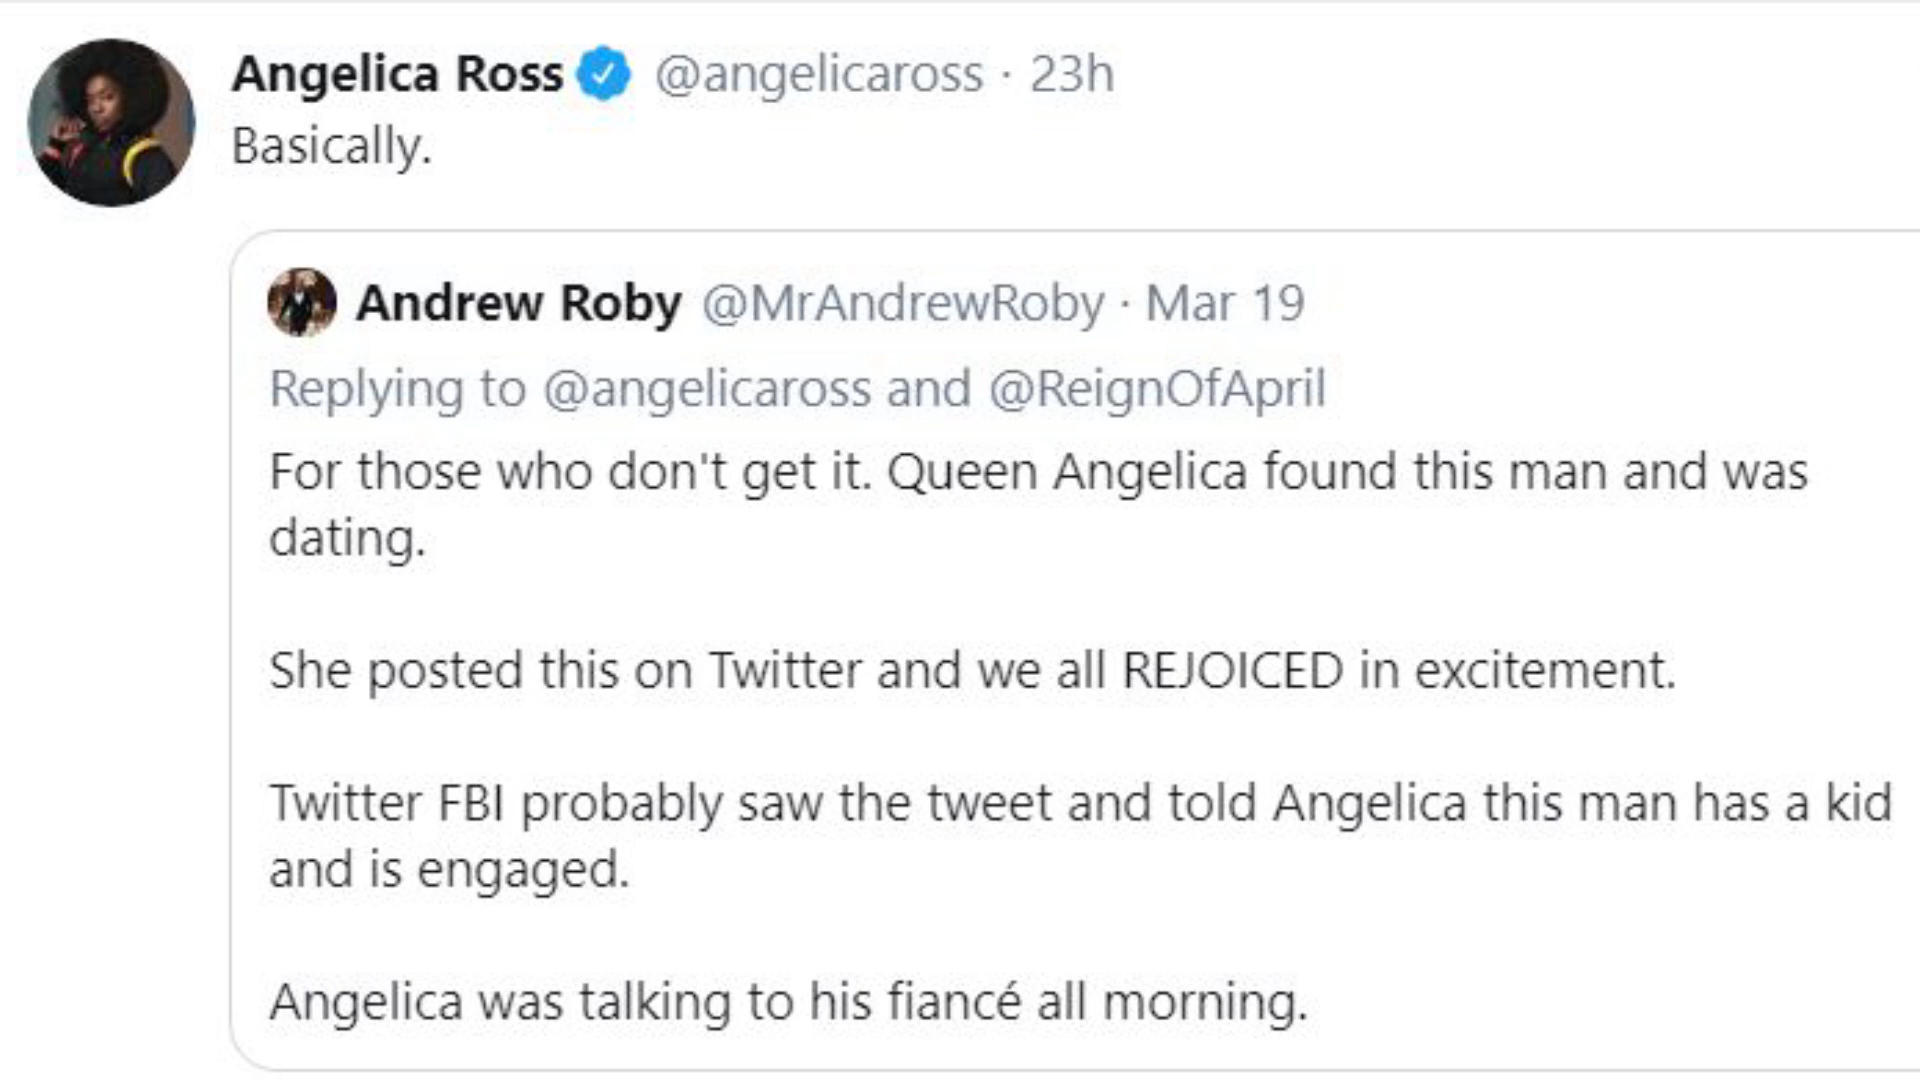 Angelica Ross @angelicaross · 23h
Basically.
Andrew Roby @MrAndrewRoby · Mar 19
Replying to @angelicaross and @ReignOfApril
For those who don't get it. Queen Angelica found this man and was
dating.
She posted this on Twitter and we all REJOICED in excitement.
Twitter FBI probably saw the tweet and told Angelica this man has a kid
and is engaged.
Angelica was talking to his fiancé all morning.